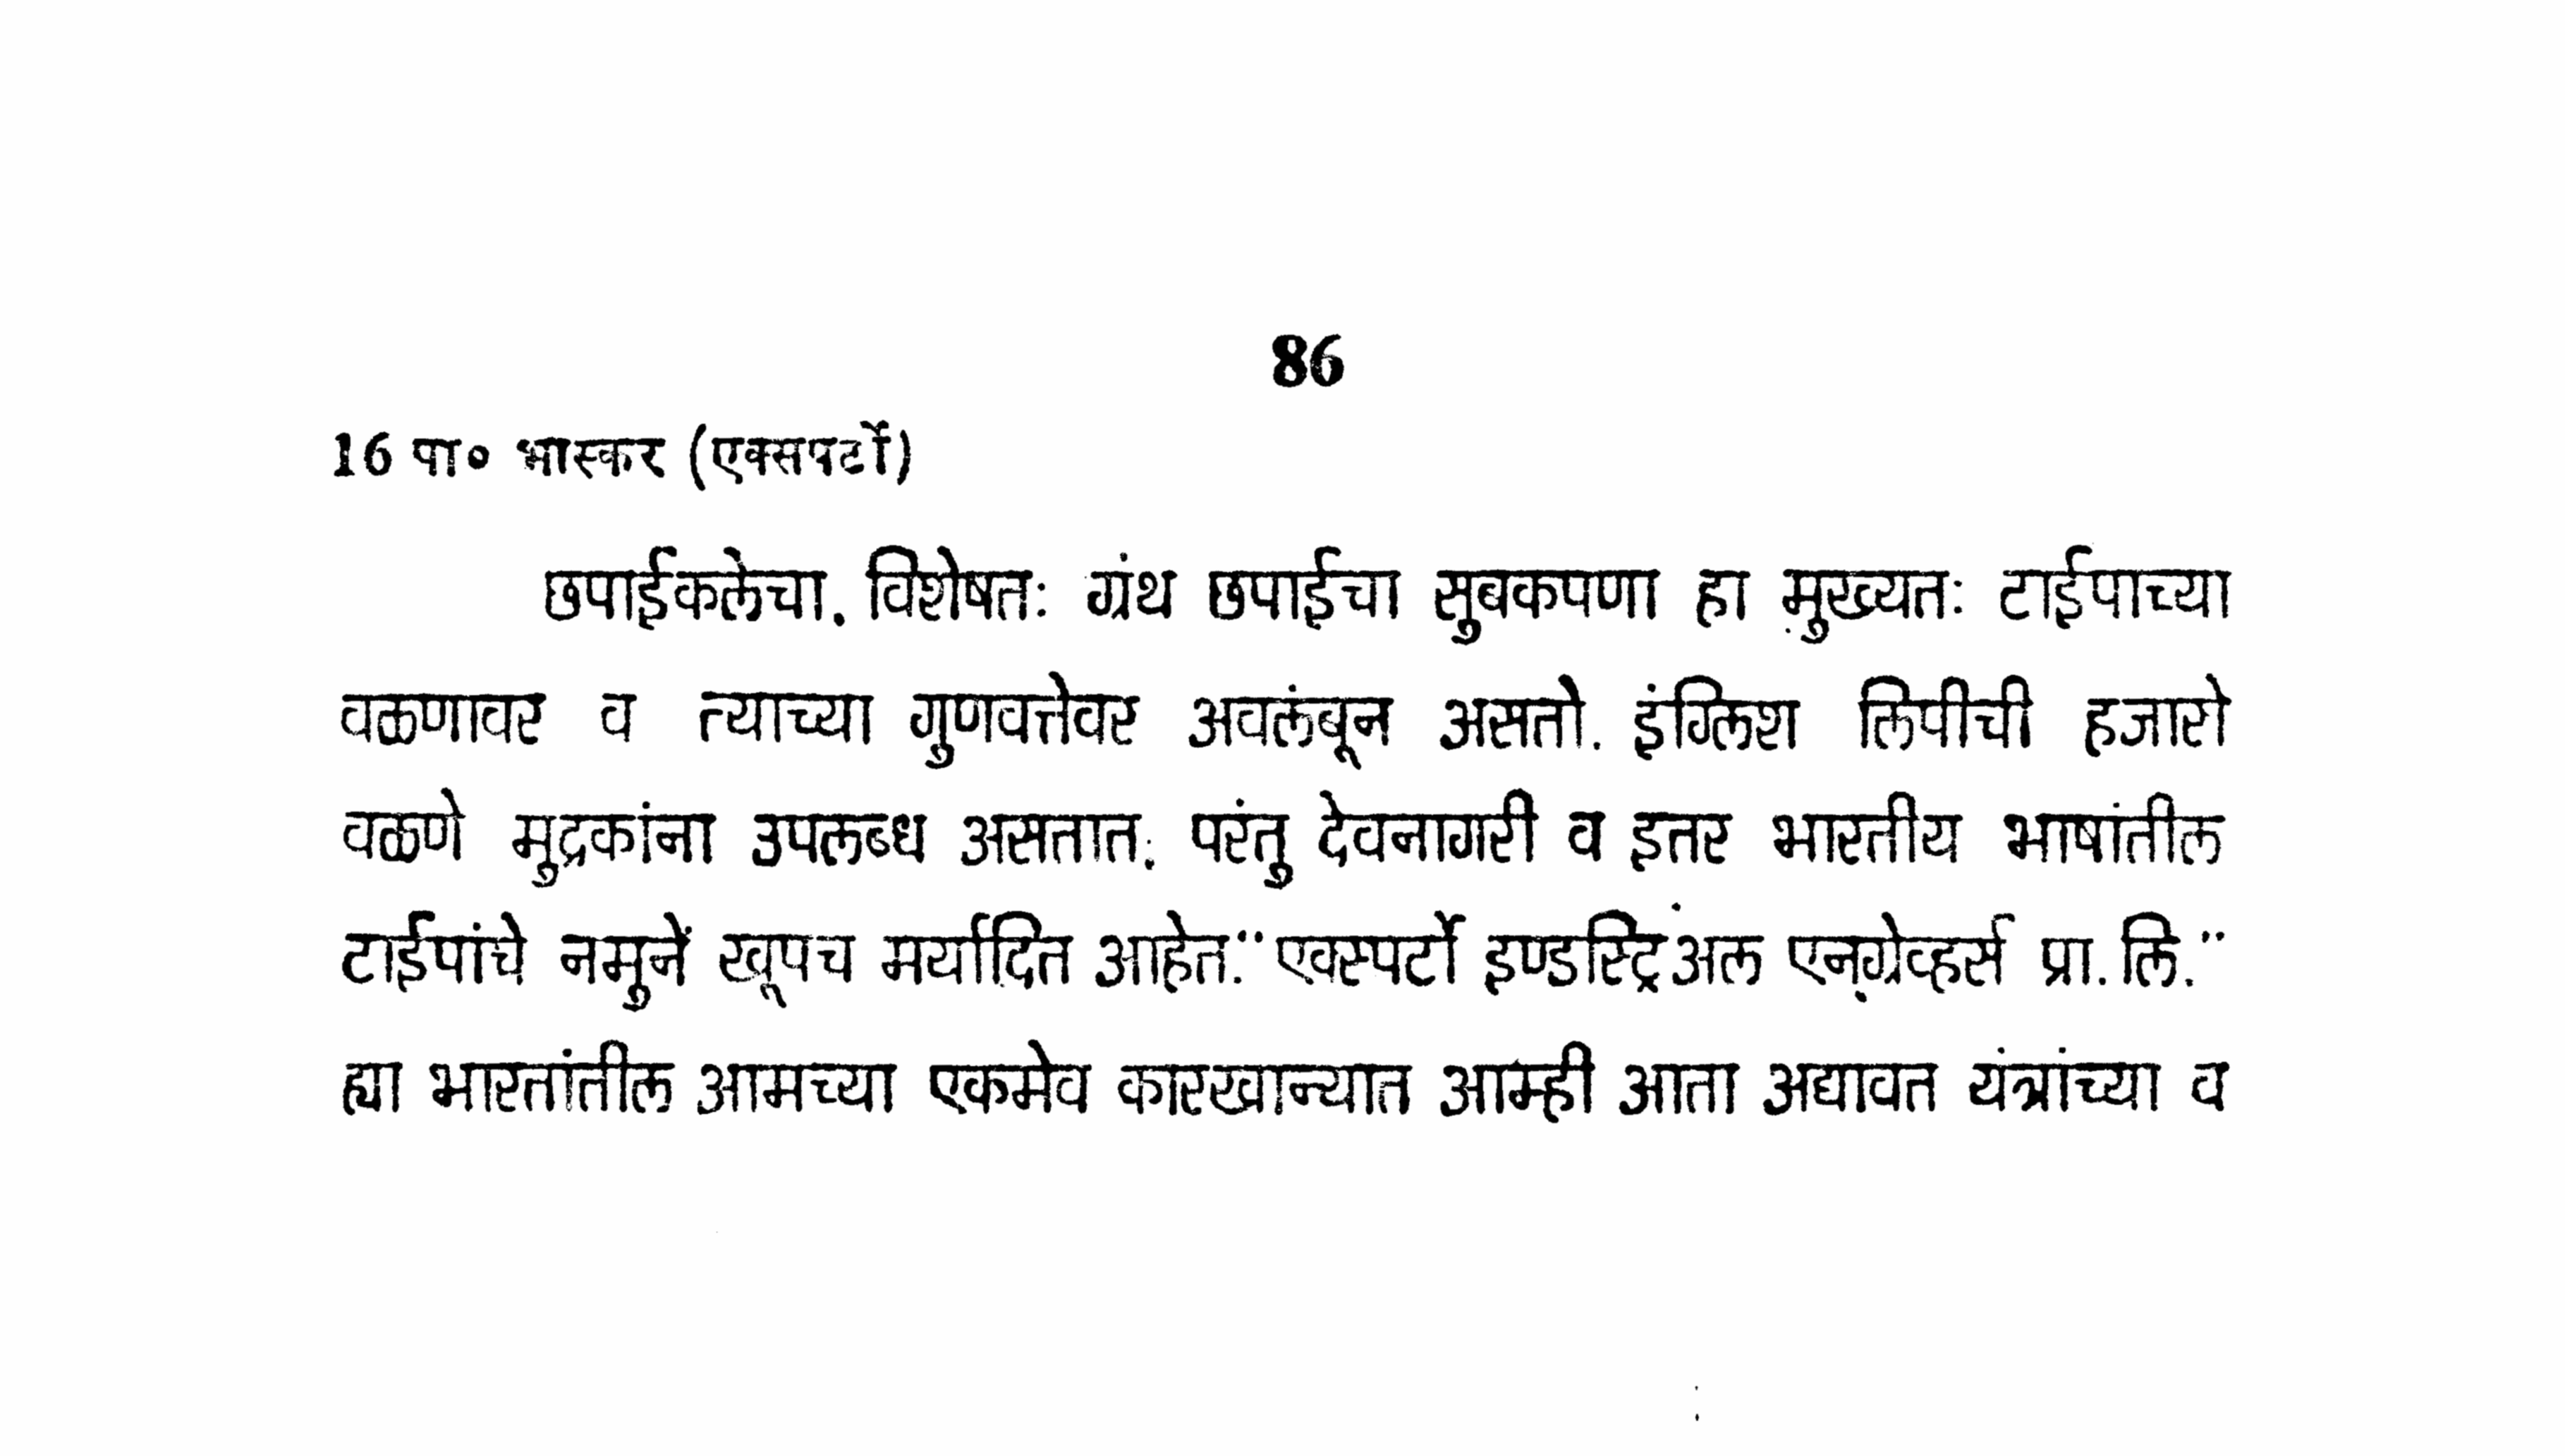 86
16 पा० भास्कर (एक्सपर्टो)
छपाईकलेचा. विशेषतः ग्रंथ छपाईचा सुबकपणा हा मुख्यतः टाईपाच्या
वळणावर व त्याच्या गुणवत्तेवर अवलंबून असतो. इंग्लिश लिपीची हजारो
वळणे मुद्रकांना उपलब्ध असतात. परंतु देवनागरी व इतर भारतीय भाषांतील
टाईपांचे नमुनें खूपच मर्यादित आहेत. "एक्स्पर्टो इण्डस्ट्रिअॅल एनग्रेव्हर्स प्रा. लि."
ह्या भारतांतील आमच्या एकमेव कारखान्यात आम्ही आता अद्यावत यंत्रांच्या व